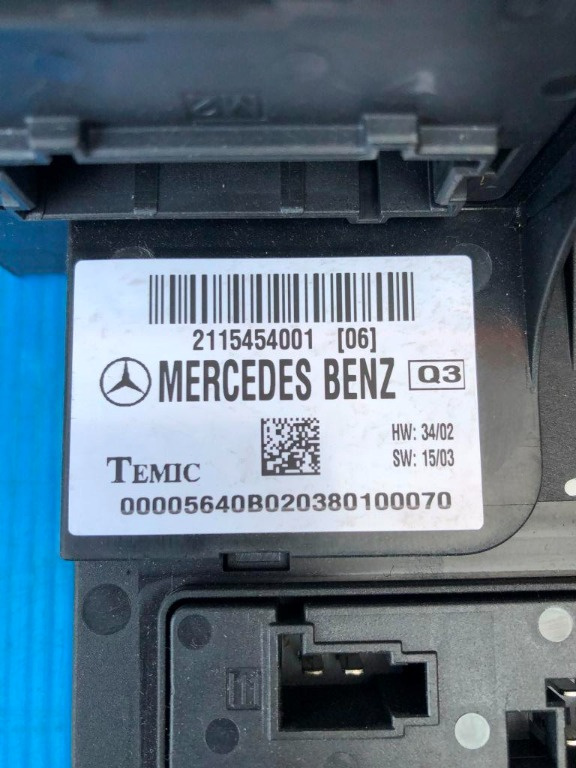 2115454001 [06]
MERCEDES BENZ Q3
HW: 34/02
SW: 15/03
TEMIC
00005640B020380100070